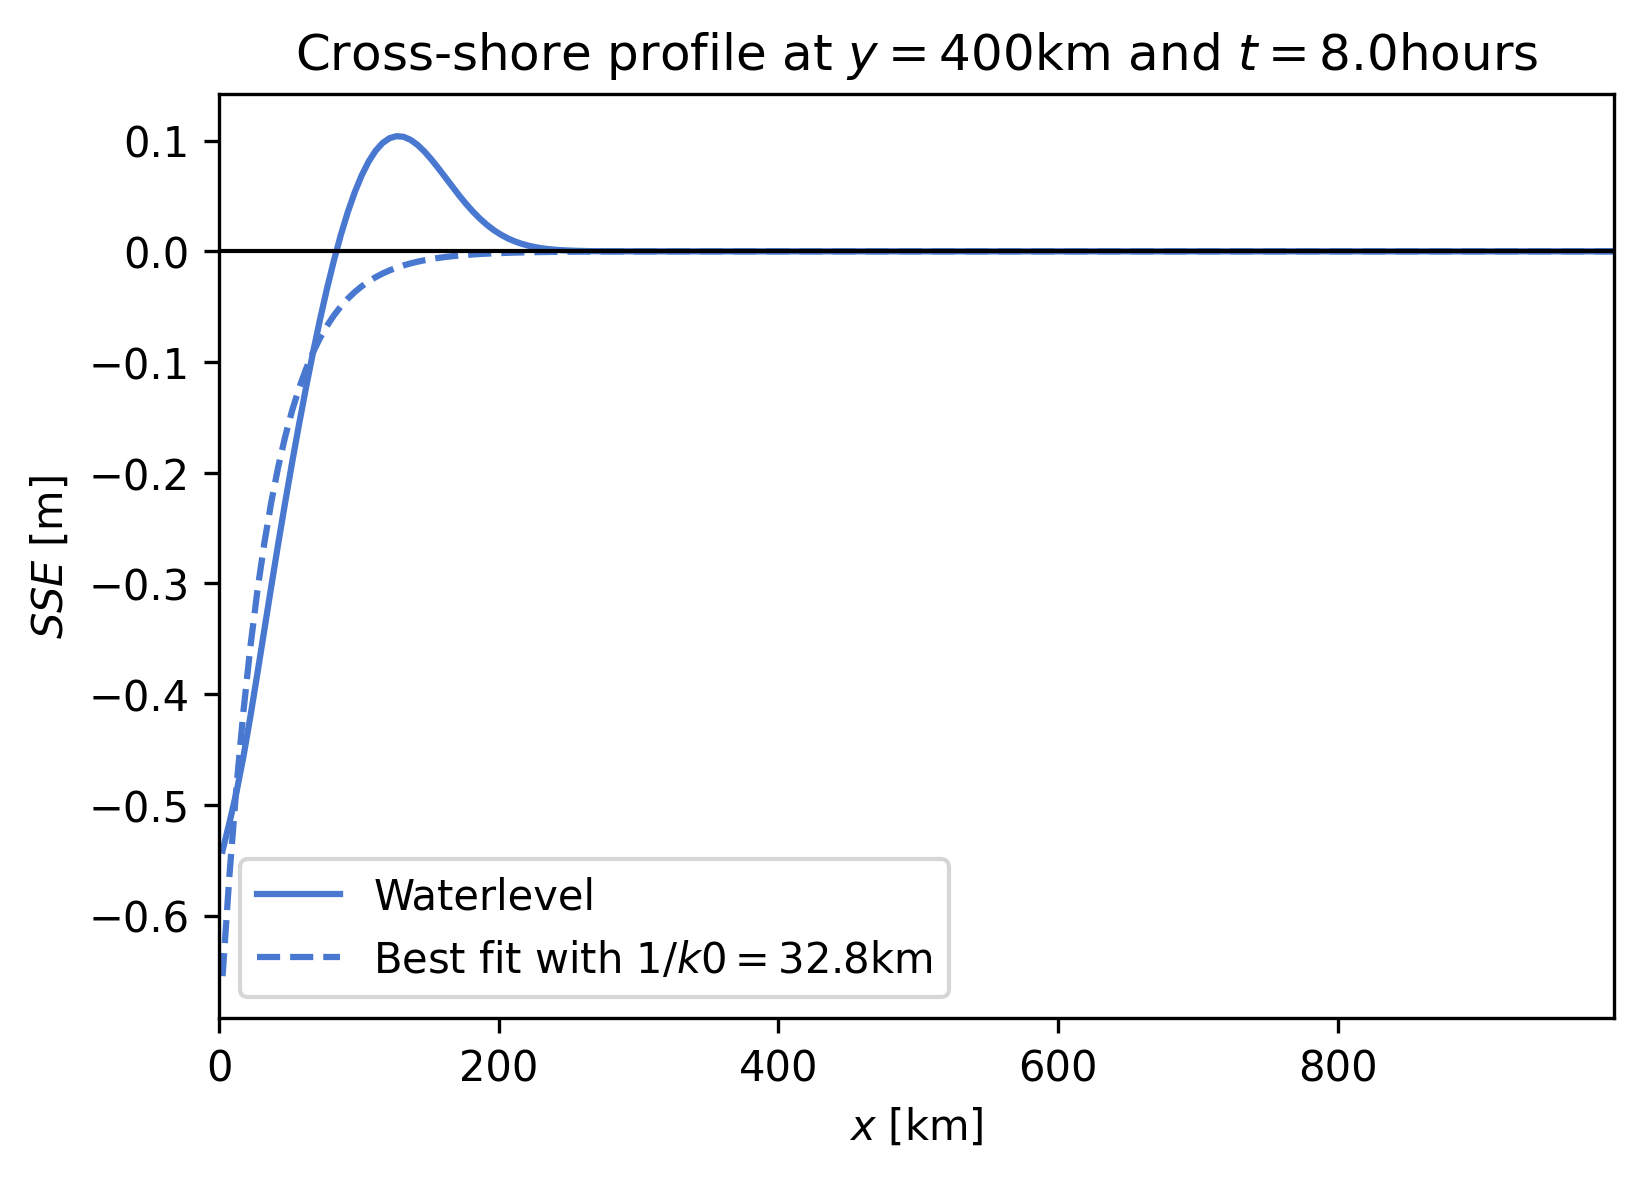 Cross-shore profile at y = 400km and t = 8.0hours
0.1
0.0
−0.1
−0.2
−0.3
−0.4
−0.5
−0.6
SSE [m]
Waterlevel
Best fit with 1/k0 = 32.8km
0 200 400 600 800
x [km]